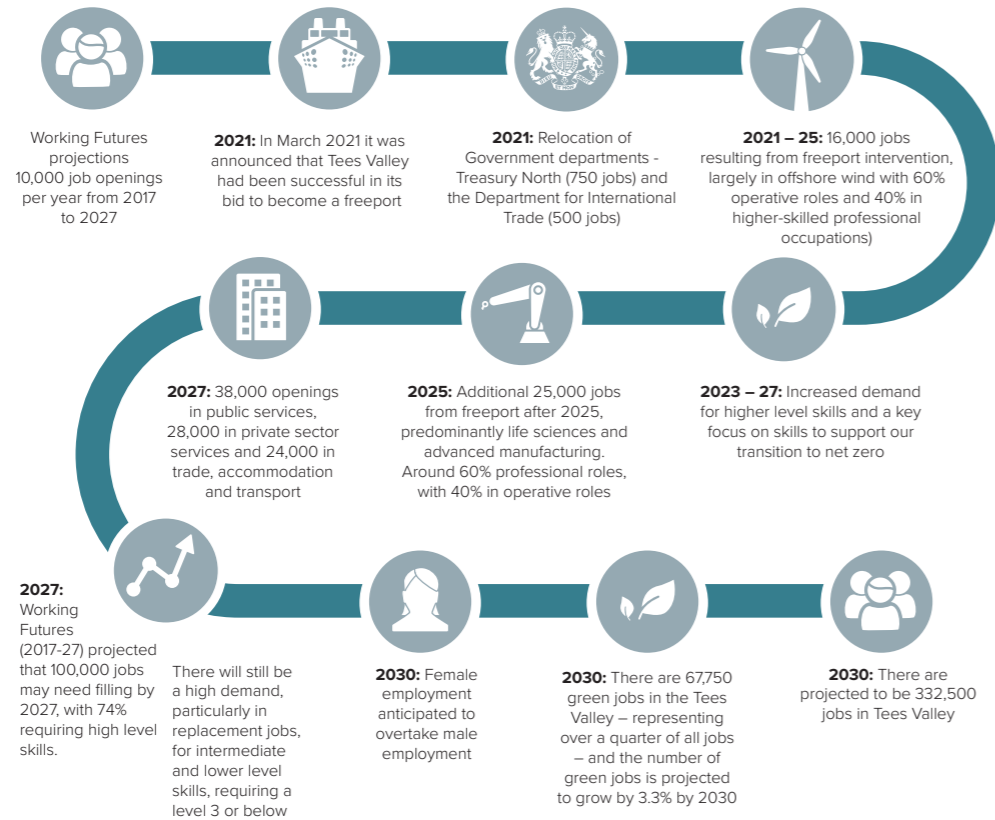 Working Futures
projections
10,000 job openings
per year from 2017
to 2027
2021: In March 2021 it was
announced that Tees Valley
had been successful in its
bid to become a freeport
2021: Relocation of
Government departments -
Treasury North (750 jobs) and
the Department for International
Trade (500 jobs)
2021 – 25: 16,000 jobs
resulting from freeport intervention,
largely in offshore wind with 60%
operative roles and 40% in
higher-skilled professional
occupations)
2023 – 27: Increased demand
for higher level skills and a key
focus on skills to support our
transition to net zero
2025: Additional 25,000 jobs
from freeport after 2025,
predominantly life sciences and
advanced manufacturing.
Around 60% professional roles,
with 40% in operative roles
2027: 38,000 openings
in public services,
28,000 in private sector
services and 24,000 in
trade, accommodation
and transport
2027:
Working
Futures
(2017-27) projected
that 100,000 jobs
may need filling by
2027, with 74%
requiring high level
skills.
There will still be
a high demand,
particularly in
replacement jobs,
for intermediate
and lower level
skills, requiring a
level 3 or below
2030: Female
employment
anticipated to
overtake male
employment
2030: There are 67,750
green jobs in the Tees
Valley – representing
over a quarter of all jobs
– and the number of
green jobs is projected
to grow by 3.3% by 2030
2030: There are
projected to be 332,500
jobs in Tees Valley